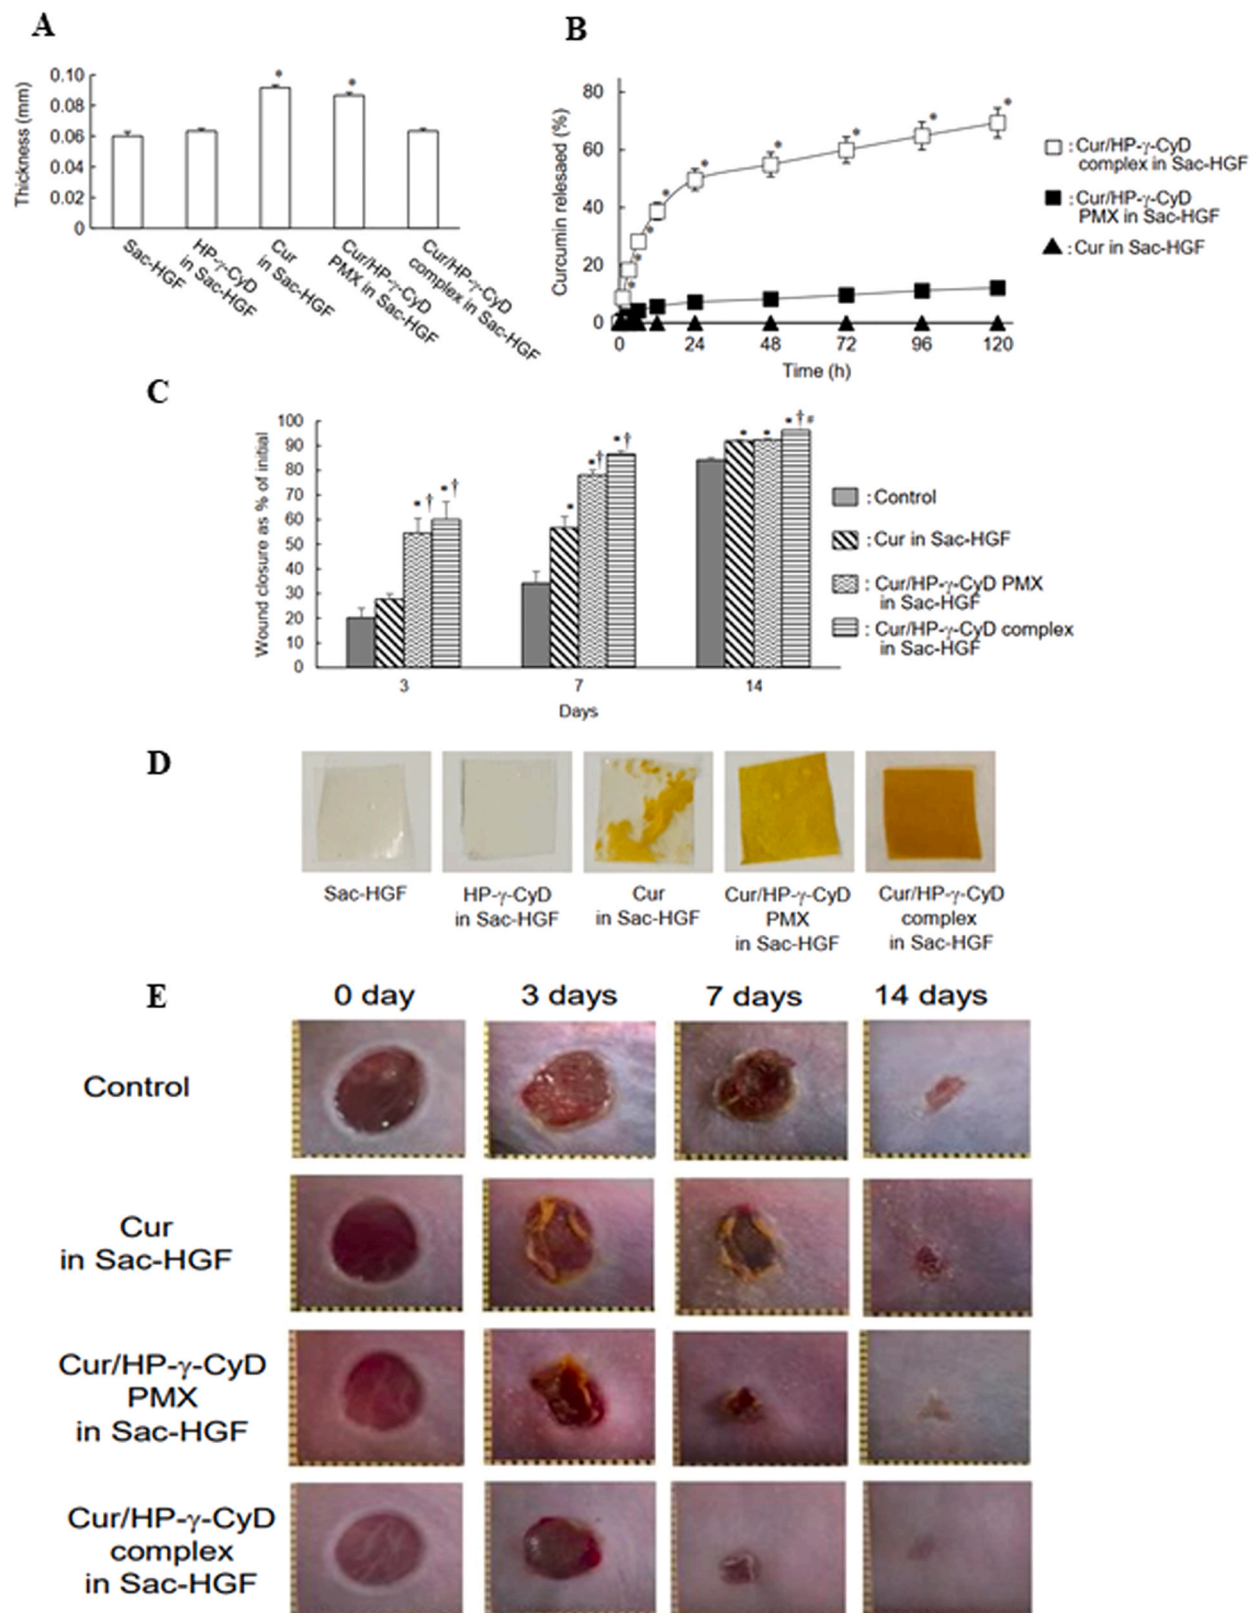 A
Thickness (mm)
0.10
0.08
0.06
0.04
0.02
0
*
*
Sac-HGF
HP-γ-CyD
in Sac-HGF
Cur
in Sac-HGF
Cur/HP-γ-CyD
PMX in Sac-HGF
Cur/HP-γ-CyD
complex in Sac-HGF
B
Curcumin relesaed (%)
80
60
40
20
0
*
*
*
*
*
*
*
*
*
0
24
48
72
96
120
Time (h)
: Cur/HP-γ-CyD
complex in Sac-HGF
: Cur/HP-γ-CyD
PMX in Sac-HGF
: Cur in Sac-HGF
C
Wound closure as % of initial
100
90
80
70
60
50
40
30
20
10
0
*†
*†
*
*†
*†
*
*
*†#
3
7
14
Days
: Control
: Cur in Sac-HGF
: Cur/HP-γ-CyD PMX
in Sac-HGF
: Cur/HP-γ-CyD complex
in Sac-HGF
D
Sac-HGF
HP-γ-CyD
in Sac-HGF
Cur
in Sac-HGF
Cur/HP-γ-CyD
PMX
in Sac-HGF
Cur/HP-γ-CyD
complex
in Sac-HGF
E
0 day
3 days
7 days
14 days
Control
Cur
in Sac-HGF
Cur/HP-γ-CyD
PMX
in Sac-HGF
Cur/HP-γ-CyD
complex
in Sac-HGF